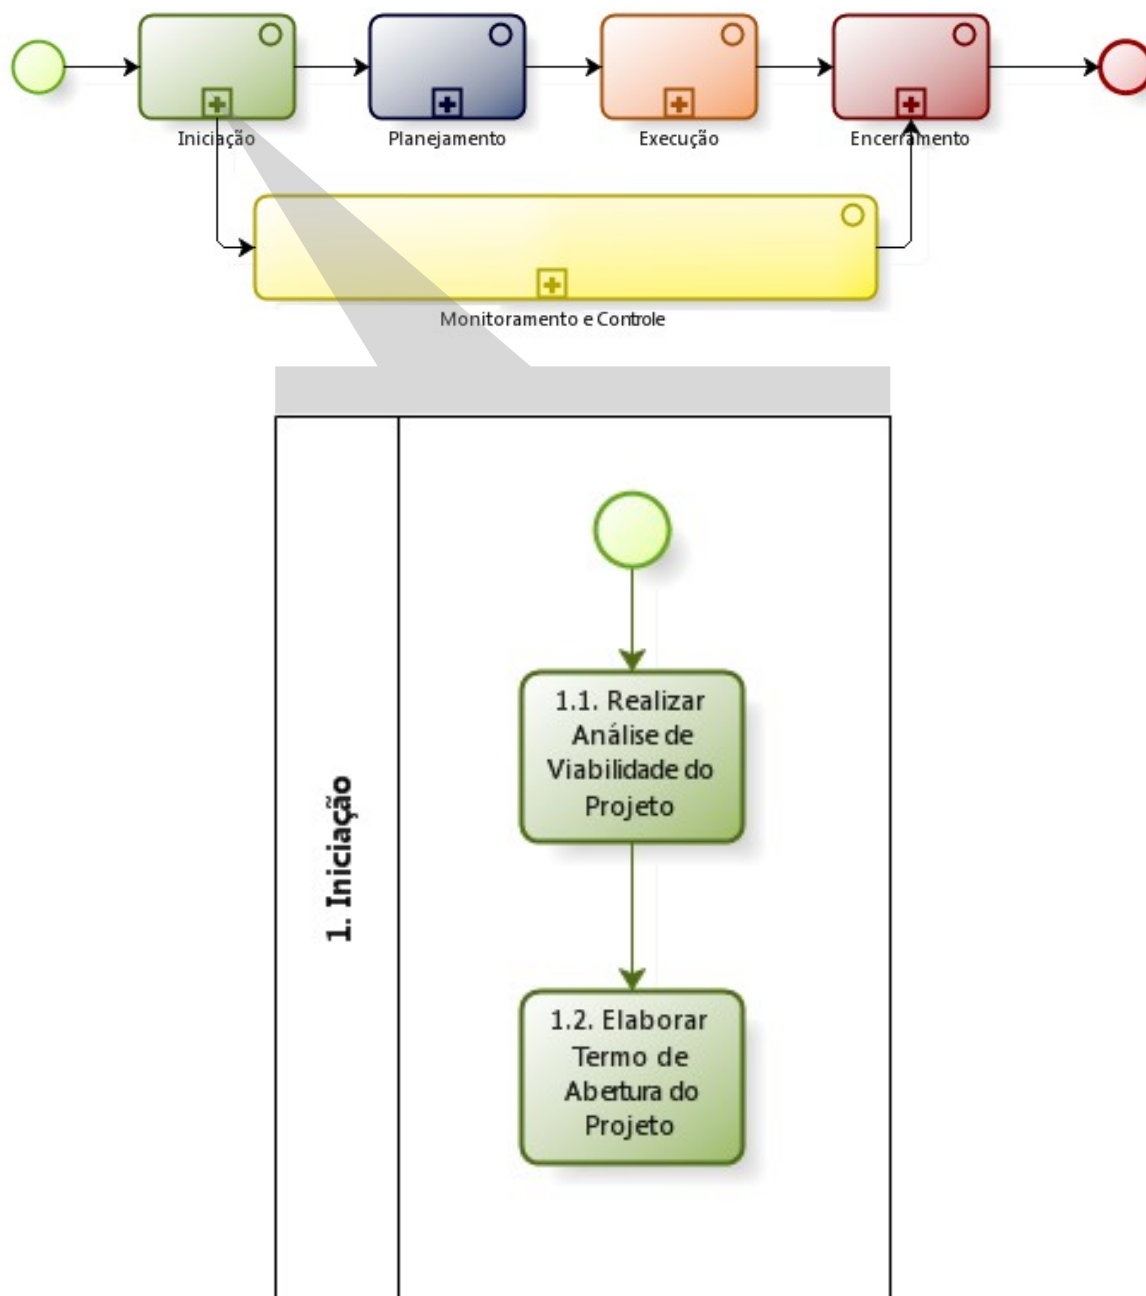 Iniciação
Planejamento
Execução
Encerramento
Monitoramento e Controle
1. Iniciação
1.1. Realizar
Análise de
Viabilidade do
Projeto
1.2. Elaborar
Termo de
Abertura do
Projeto